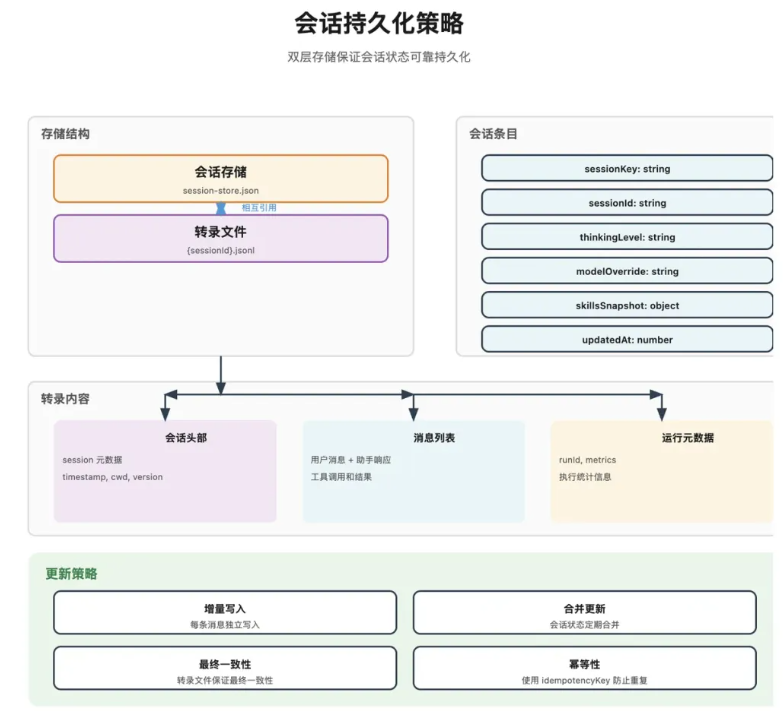 会话持久化策略
双层存储保证会话状态可靠持久化
存储结构
会话存储
session-store.json
相互引用
转录文件
{sessionId}.jsonl
会话条目
sessionKey: string
sessionId: string
thinkingLevel: string
modelOverride: string
skillsSnapshot: object
updatedAt: number
转录内容
会话头部
session 元数据
timestamp, cwd, version
消息列表
用户消息 + 助手响应
工具调用和结果
运行元数据
runId, metrics
执行统计信息
更新策略
增量写入
每条消息独立写入
合并更新
会话状态定期合并
最终一致性
转录文件保证最终一致性
幂等性
使用 idempotencyKey 防止重复